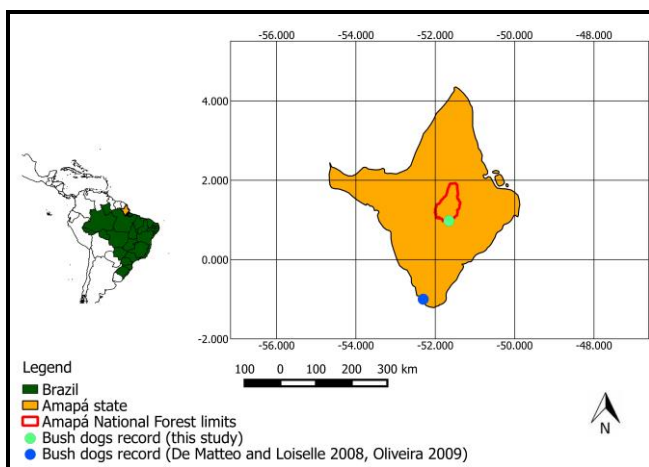 -56.000 -54.000 -52.000 -50.000 -48.000
4.000
2.000
0.000
-2.000
-56.000 -54.000 -52.000 -50.000 -48.000
Legend
100 0 100 200 300 km
Brazil
Amapá state
Amapá National Forest limits
Bush dogs record (this study)
Bush dogs record (De Matteo and Loiselle 2008, Oliveira 2009)
N